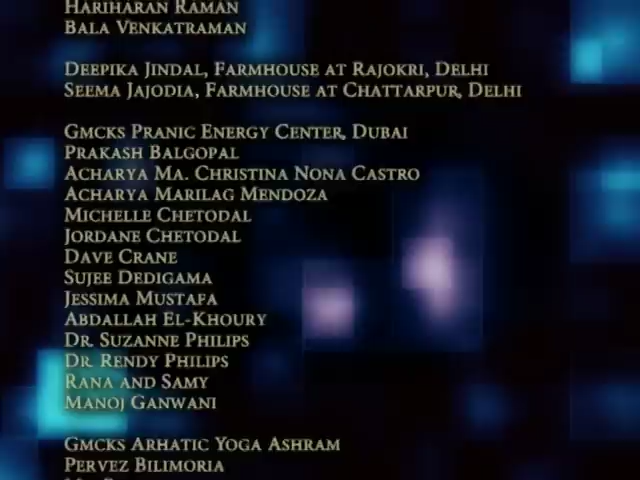 HARIHARAN RAMAN
BALA VENKATRAMAN
DEEPIKA JINDAL, FARMHOUSE AT RAJOKRI, DELHI
SEEMA JAJODIA, FARMHOUSE AT CHATTARPUR, DELHI
GMCKS PRANIC ENERGY CENTER, DUBAI
PRAKASH BALGOPAL
ACHARYA MA. CHRISTINA NONA CASTRO
ACHARYA MARILAG MENDOZA
MICHELLE CHETODAL
JORDANE CHETODAL
DAVE CRANE
SUJEE DEDIGAMA
JESSIMA MUSTAFA
ABDALLAH EL-KHOURY
DR. SUZANNE PHILIPS
DR. RENDY PHILIPS
RANA AND SAMY
MANOJ GANWANI
GMCKS ARHATIC YOGA ASHRAM
PERVEZ BILIMORIA